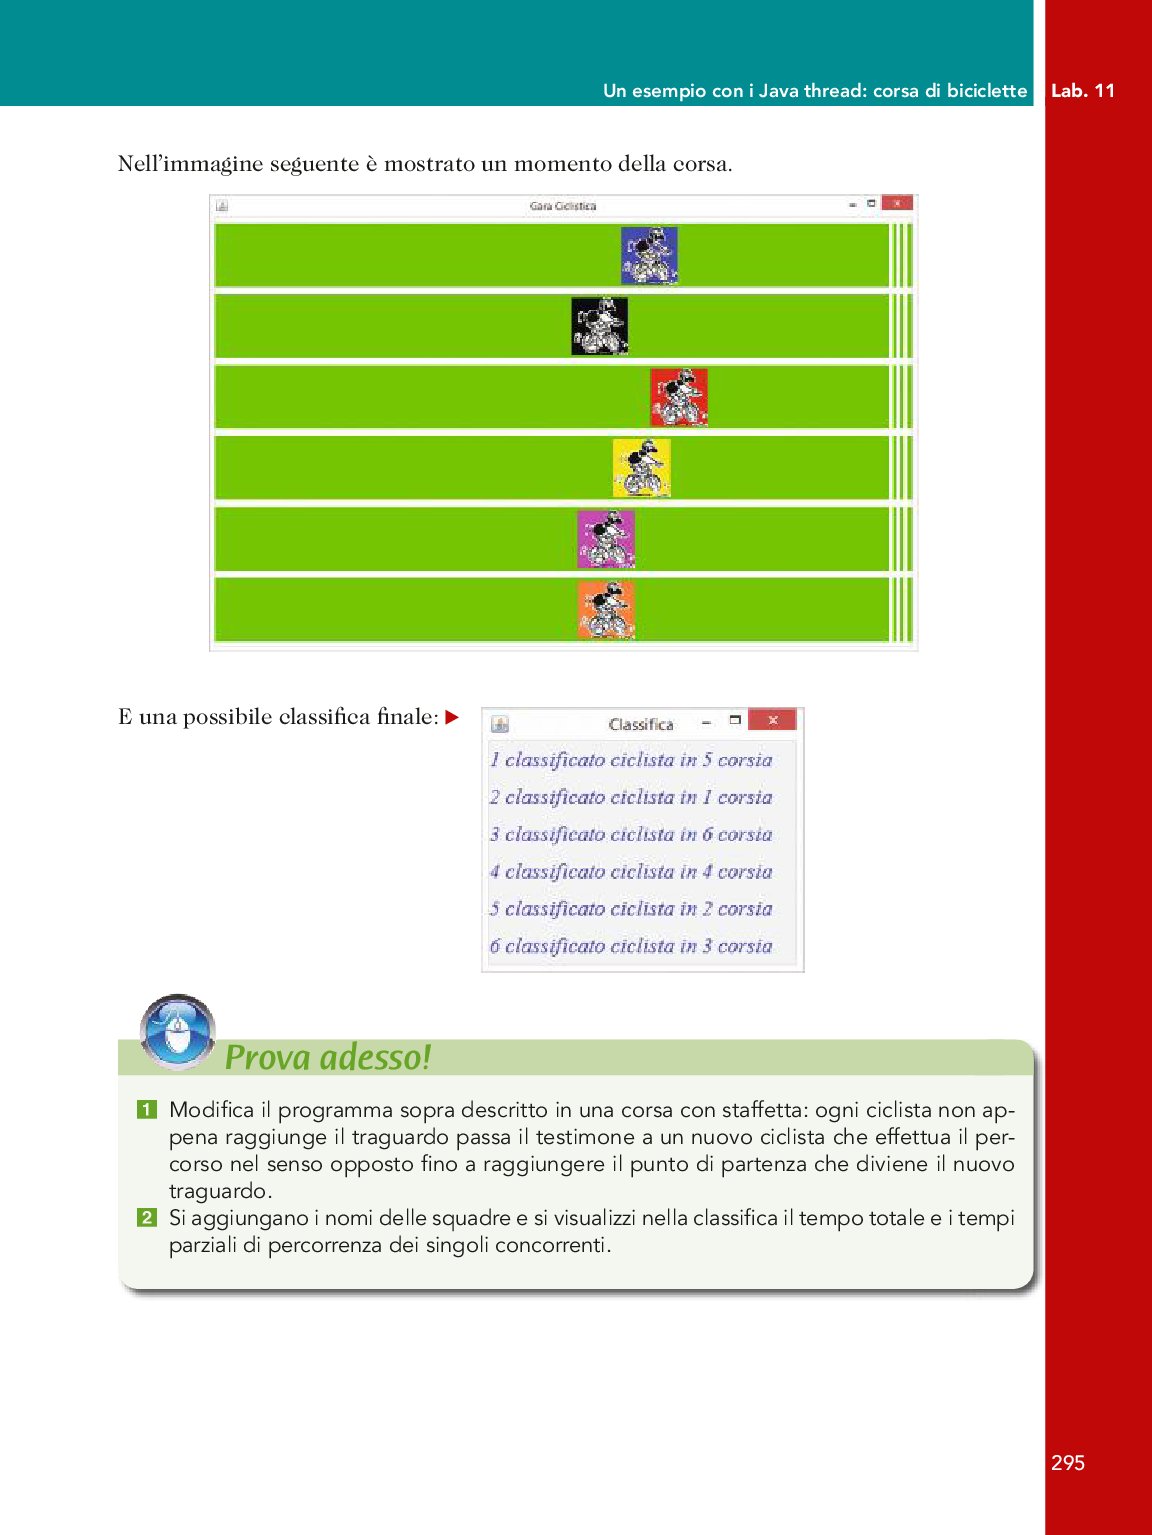 Un esempio con i Java thread: corsa di biciclette Lab. 11
Nell'immagine seguente è mostrato un momento della corsa.
Gara Ciclistica
E una possibile classifica finale:
Classifica
1 classificato ciclista in 5 corsia
2 classificato ciclista in 1 corsia
3 classificato ciclista in 6 corsia
4 classificato ciclista in 4 corsia
5 classificato ciclista in 2 corsia
6 classificato ciclista in 3 corsia
Prova adesso!
1 Modifica il programma sopra descritto in una corsa con staffetta: ogni ciclista non ap-
pena raggiunge il traguardo passa il testimone a un nuovo ciclista che effettua il per-
corso nel senso opposto fino a raggiungere il punto di partenza che diviene il nuovo
traguardo.
2 Si aggiungano i nomi delle squadre e si visualizzi nella classifica il tempo totale e i tempi
parziali di percorrenza dei singoli concorrenti.
295